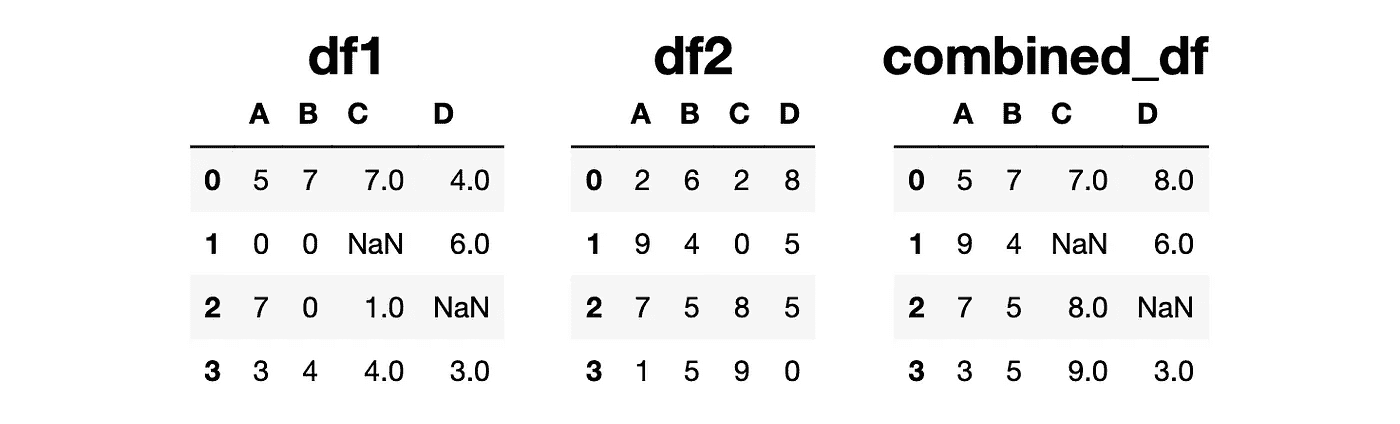 df1 df2 combined_df
A B C D A B C D A B C D
0 5 7 7.0 4.0 0 2 6 2 8 0 5 7 7.0 8.0
1 0 0 NaN 6.0 1 9 4 0 5 1 9 4 NaN 6.0
2 7 0 1.0 NaN 2 7 5 8 5 2 7 5 8.0 NaN
3 3 4 4.0 3.0 3 1 5 9 0 3 3 5 9.0 3.0